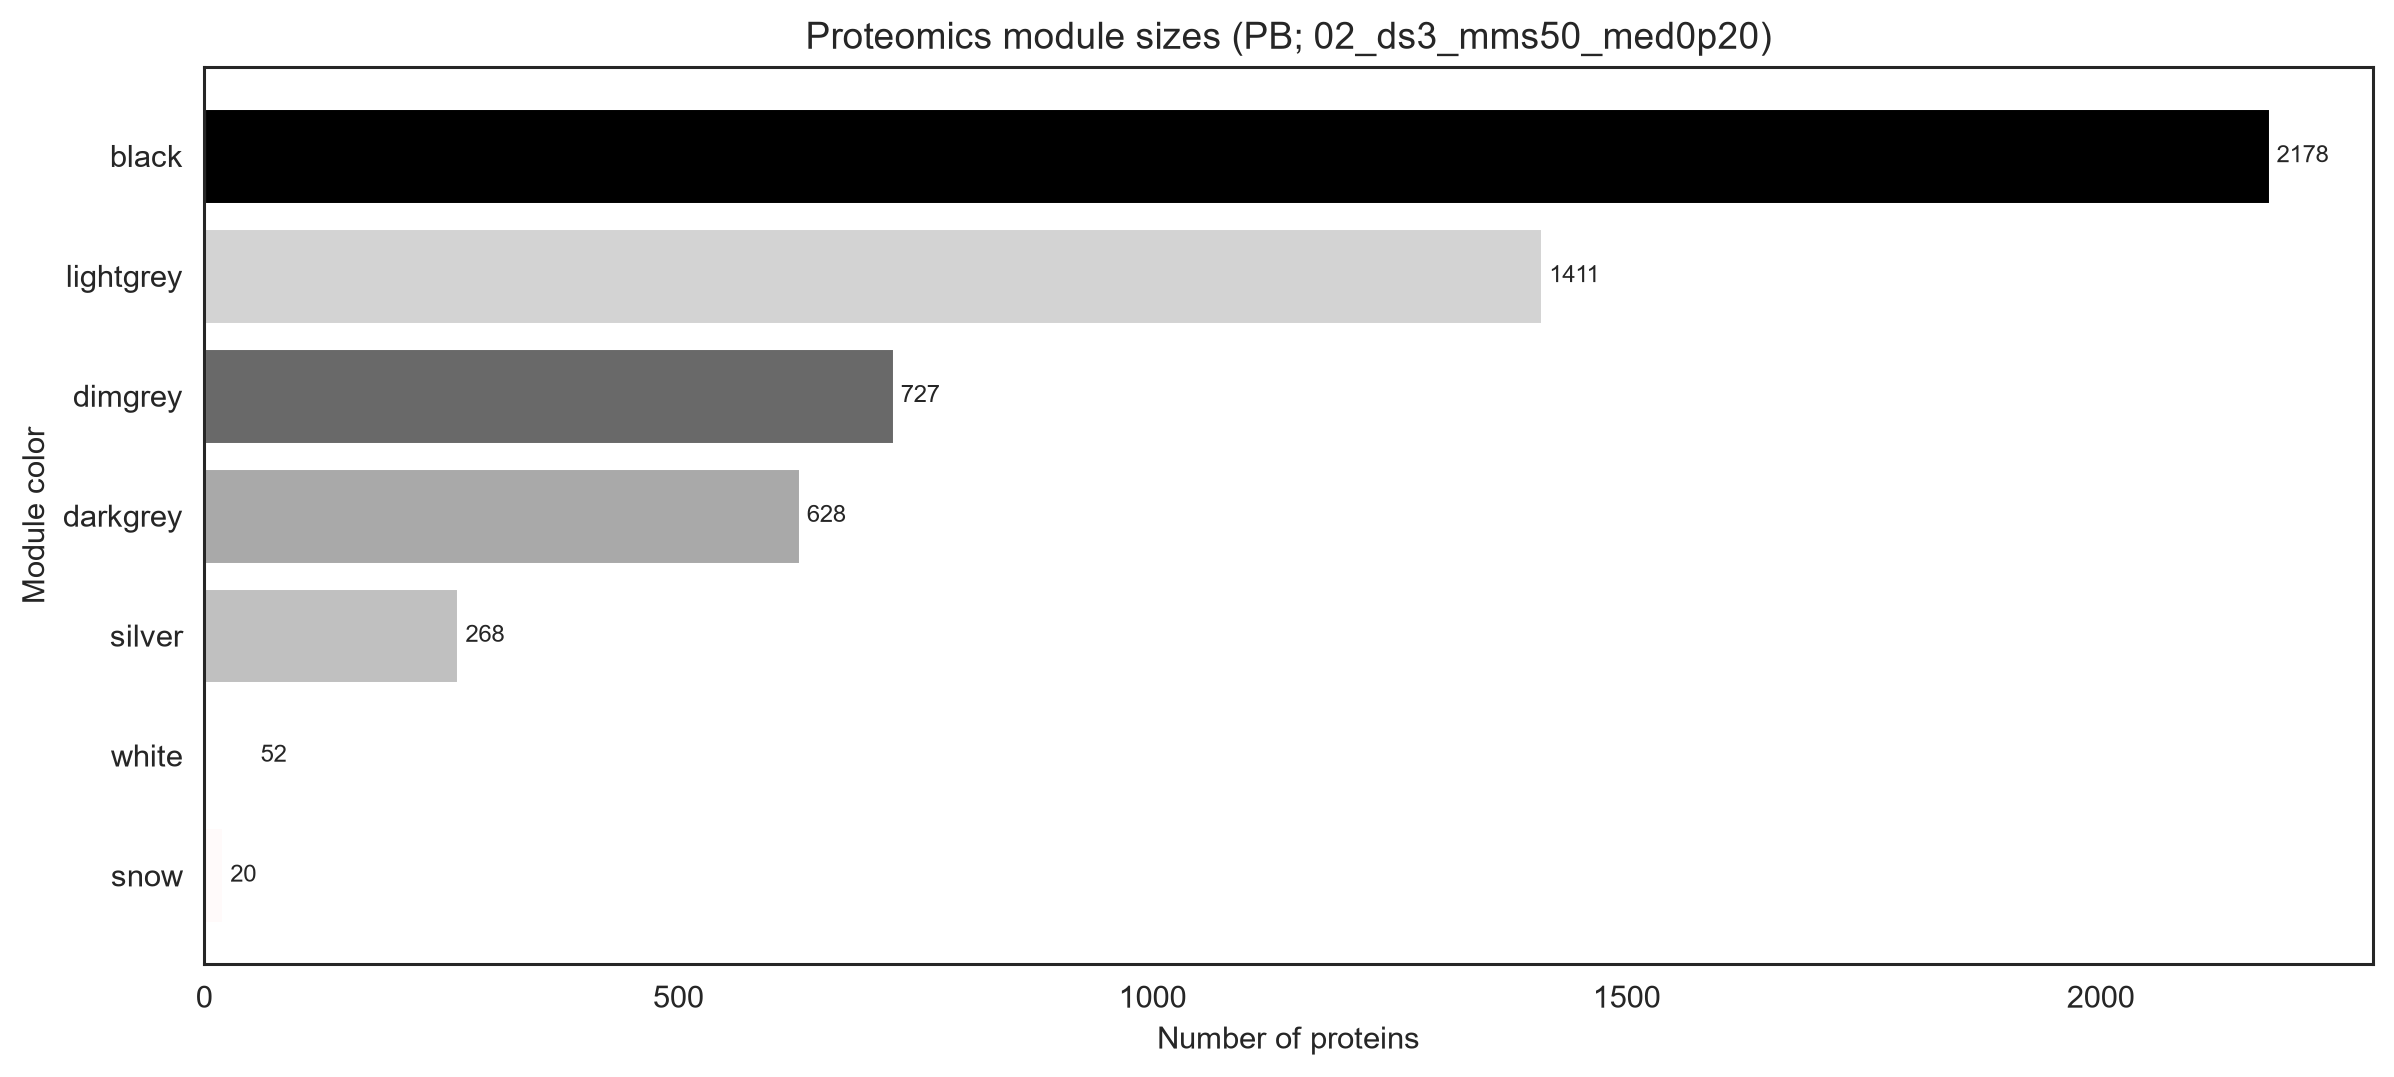 Proteomics module sizes (PB; 02_ds3_mms50_med0p20)
Module color
black 2178
lightgrey 1411
dimgrey 727
darkgrey 628
silver 268
white 52
snow 20
0 500 1000 1500 2000
Number of proteins